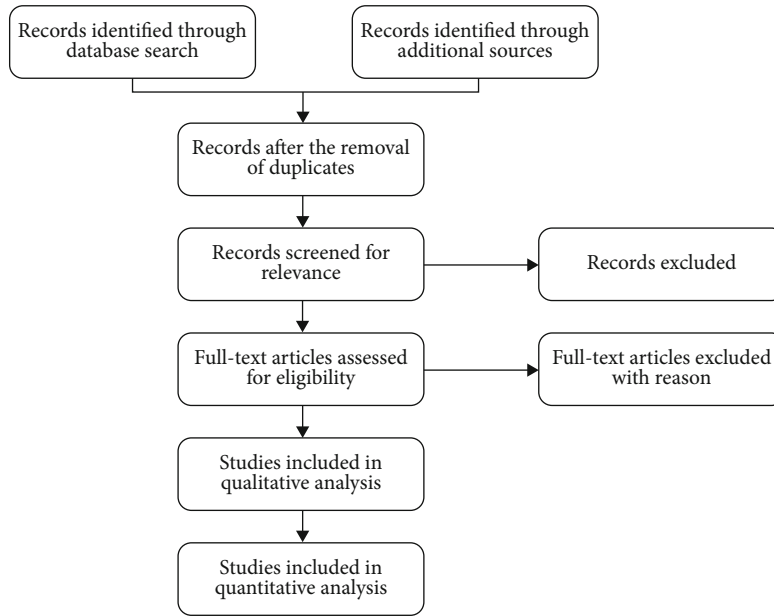 Records identified through
database search
Records identified through
additional sources
Records after the removal
of duplicates
Records screened for
relevance
Records excluded
Full-text articles assessed
for eligibility
Full-text articles excluded
with reason
Studies included in
qualitative analysis
Studies included in
quantitative analysis